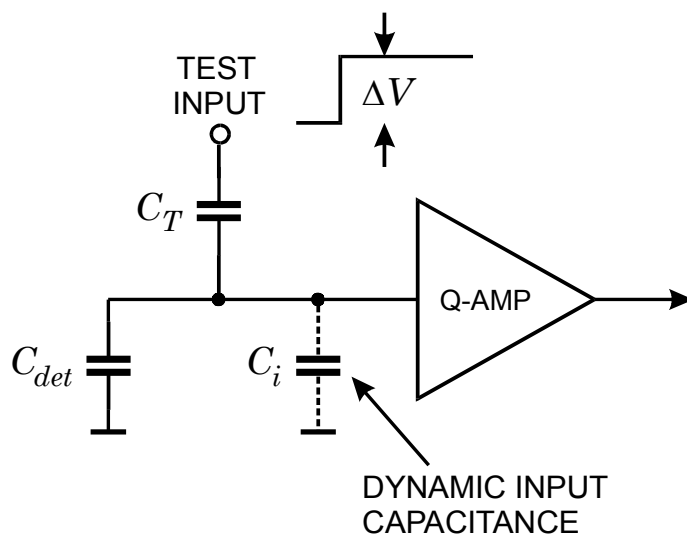 TEST
INPUT
ΔV
C_T
Q-AMP
C_det
C_i
DYNAMIC INPUT
CAPACITANCE